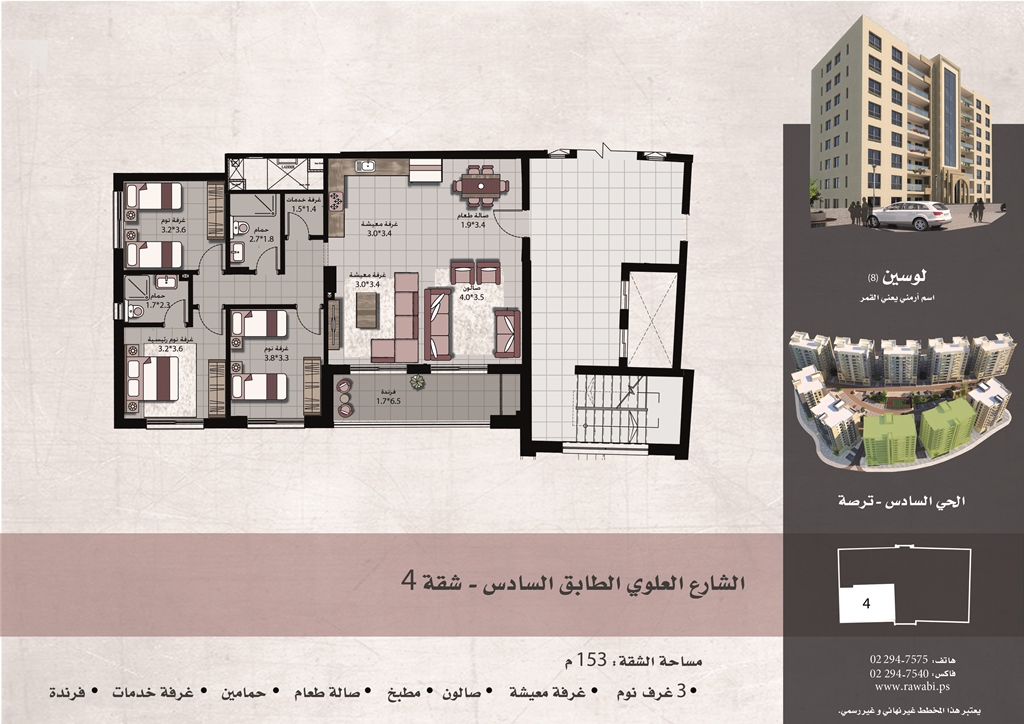 غرفة نوم
3.2*3.6
حمام
2.7*1.8
غرفة خدمات
1.5*1.4
غرفة معيشة
3.0*3.4
صالة طعام
1.9*3.4
حمام
1.7*2.3
غرفة نوم رئيسية
3.2*3.6
غرفة نوم
3.8*3.3
غرفة معيشة
3.0*3.4
صالون
4.0*3.5
فرندة
1.7*6.5
لوسين (8)
اسم أرمني يعني القمر
الحي السادس - ترصة
الشارع العلوي الطابق السادس - شقة 4
4
مساحة الشقة: 153 م
• 3 غرف نوم • غرفة معيشة • صالون • مطبخ • صالة طعام • حمامين • غرفة خدمات • فرندة
هاتف: 02 294-7575
فاكس: 02 294-7540
www.rawabi.ps
يعتبر هذا المخطط غير نهائي و غير رسمي.